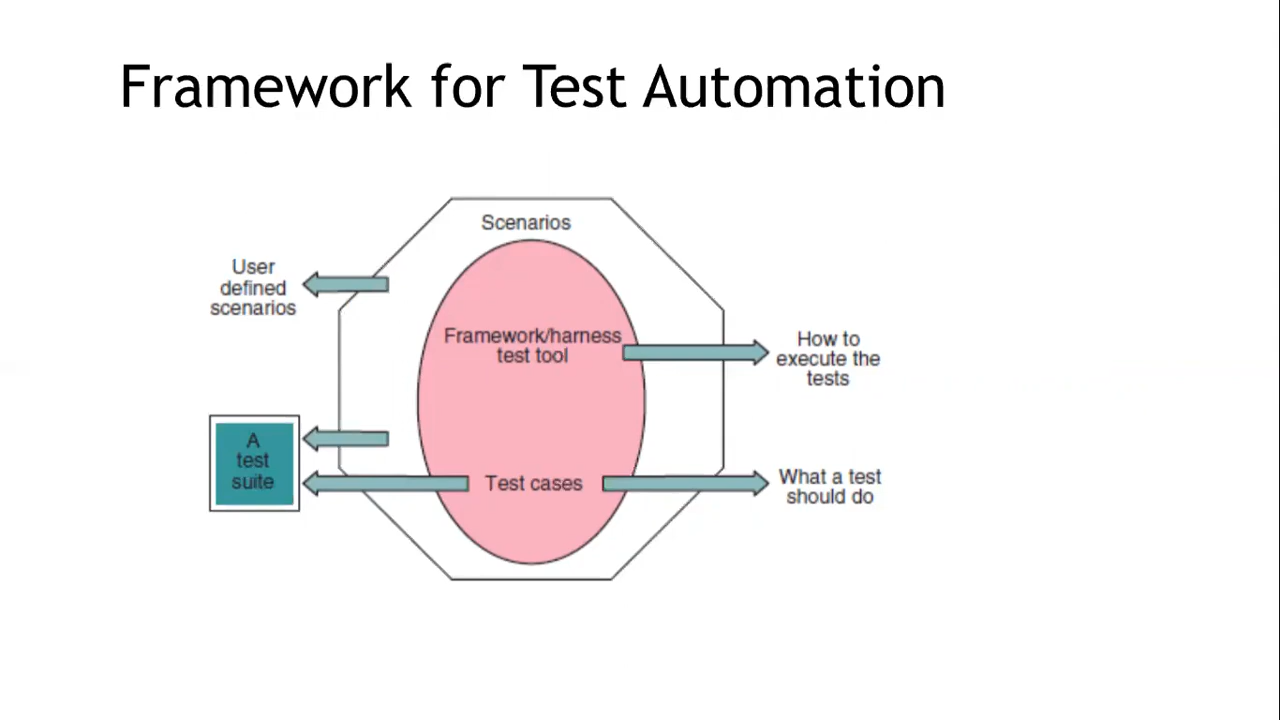 Framework for Test Automation
Scenarios
User
defined
scenarios
Framework/harness
test tool
How to
execute the
tests
A
test
suite
Test cases
What a test
should do